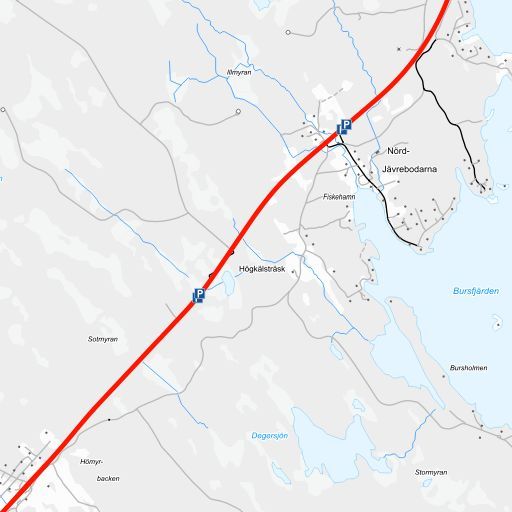 Illmyran
P
Nörd-
Jävrebodarna
Fiskehamn
Högkälsträsk
Bursfjärden
P
Sotmyran
Bursholmen
Degersjön
Hömyr-
backen
Stormyran